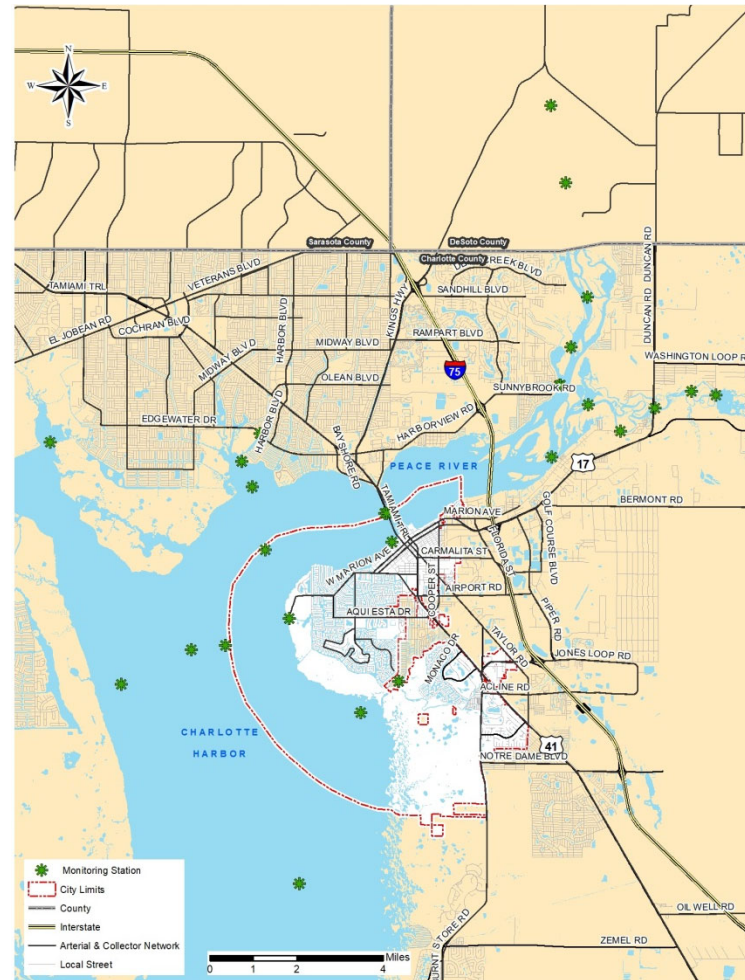 N
W E
S
Sarasota County
DeSoto County
Charlotte County
DUNCAN RD
DUNCAN RD
VETERANS BLVD
TAMIAMI TRL
SANDHILL BLVD
KINGS HWY
EL JOBEAN RD
COCHRAN BLVD
HARBOR BLVD
RAMPART BLVD
MIDWAY BLVD
MIDWAY BLVD
WASHINGTON LOOP R
75
OLEAN BLVD
SUNNYBROOK RD
EDGEWATER DR
HARBOR BLVD
HARBORVIEW RD
BAYSHORE RD
PEACE RIVER
17
TAMIAMI TRL
BERMONT RD
MARION AVE
GOLF COURSE BLVD
FLORIDA ST
W MARION AVE
CARMALITA ST
COOPER ST
AIRPORT RD
AQUI ESTA DR
PIPER RD
TAYLOR RD
MONACO DR
JONES LOOP RD
ACLINE RD
CHARLOTTE
HARBOR
41
NOTRE DAME BLVD
OIL WELL RD
ZEMEL RD
URNT STORE RD
Monitoring Station
City Limits
County
Interstate
Arterial & Collector Network
Local Street
Miles
0 1 2 4